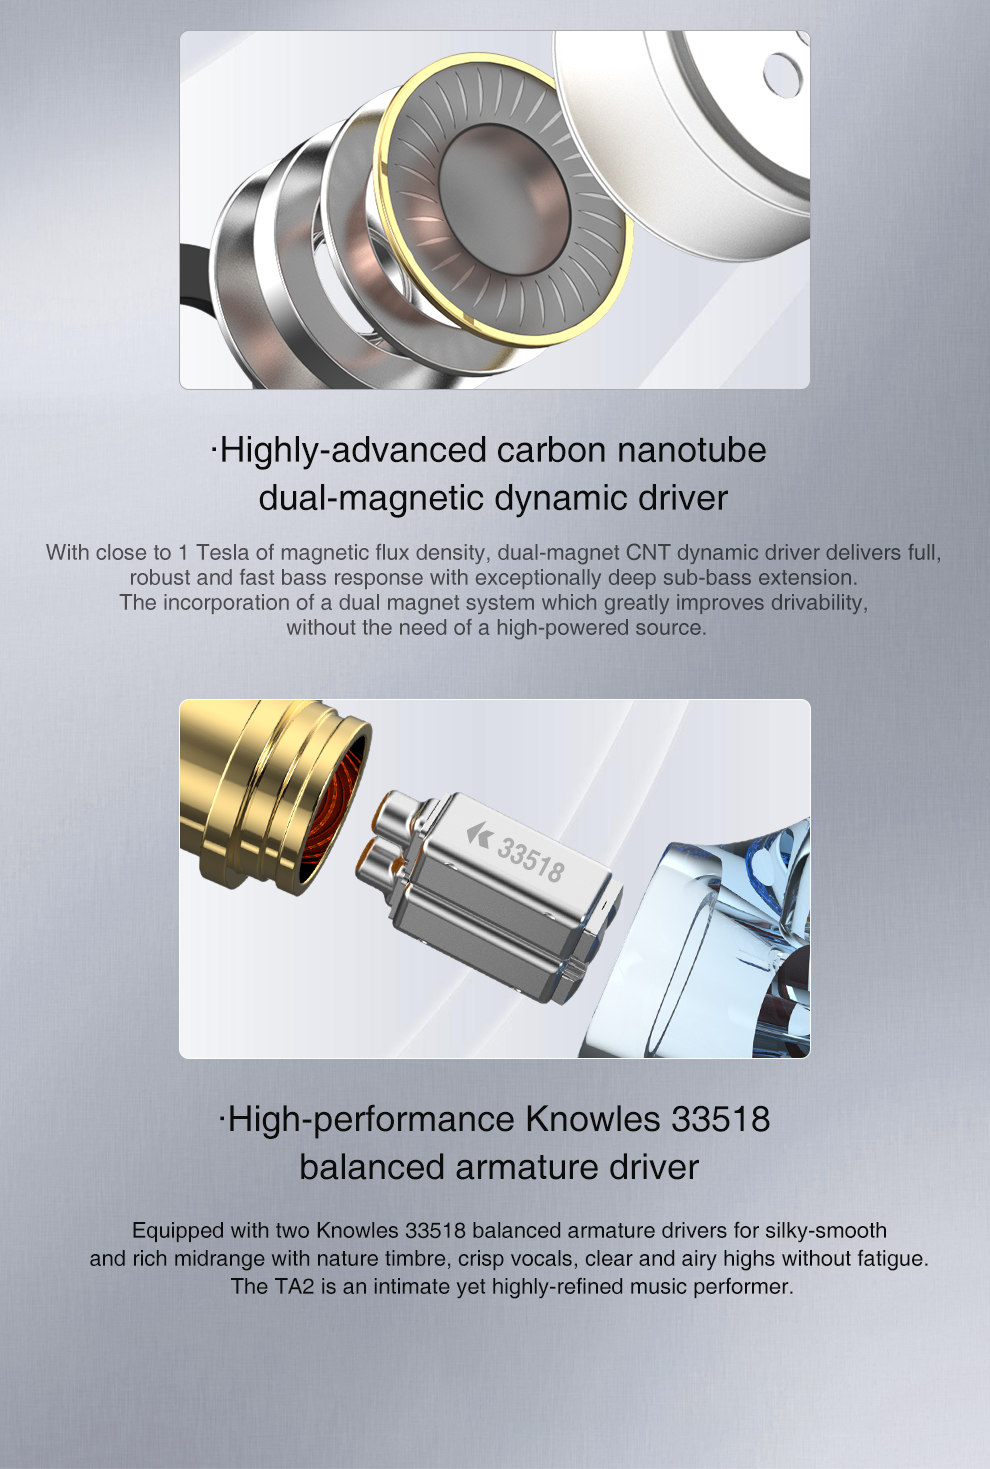 ·Highly-advanced carbon nanotube
dual-magnetic dynamic driver
With close to 1 Tesla of magnetic flux density, dual-magnet CNT dynamic driver delivers full,
robust and fast bass response with exceptionally deep sub-bass extension.
The incorporation of a dual magnet system which greatly improves drivability,
without the need of a high-powered source.
33518
·High-performance Knowles 33518
balanced armature driver
Equipped with two Knowles 33518 balanced armature drivers for silky-smooth
and rich midrange with nature timbre, crisp vocals, clear and airy highs without fatigue.
The TA2 is an intimate yet highly-refined music performer.